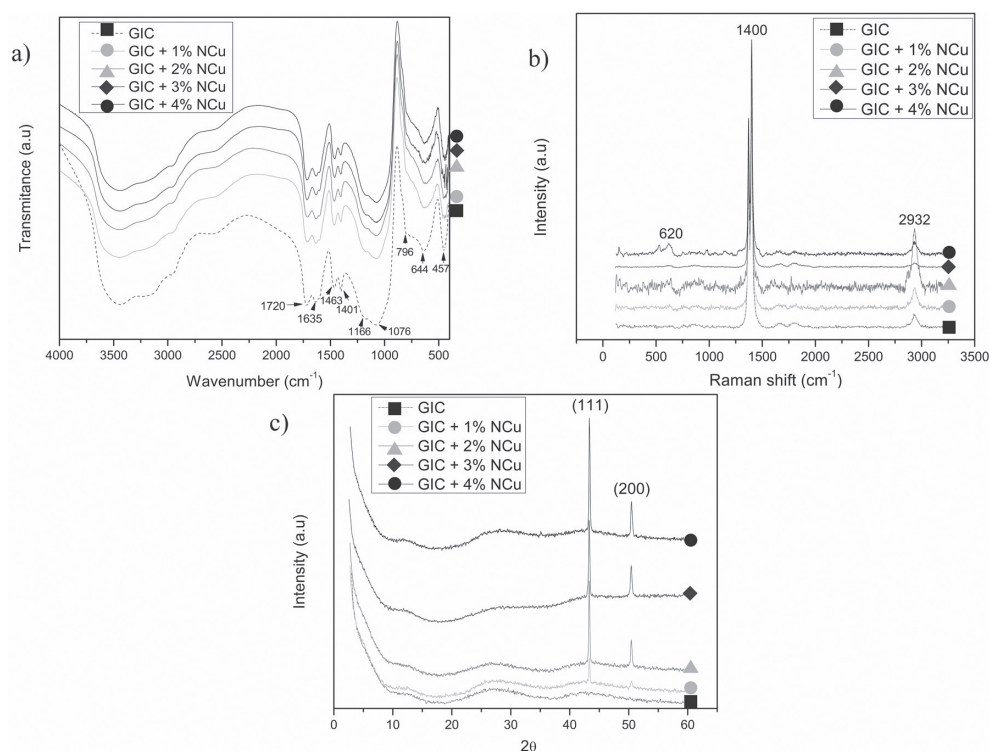 a)
GIC
GIC + 1% NCu
GIC + 2% NCu
GIC + 3% NCu
GIC + 4% NCu
Transmitance (a.u)
1720
1635
1463
1401
1166
1076
796
644
457
4000 3500 3000 2500 2000 1500 1000 500
Wavenumber (cm⁻¹)
b)
1400
GIC
GIC + 1% NCu
GIC + 2% NCu
GIC + 3% NCu
GIC + 4% NCu
Intensity (a.u)
620
2932
0 500 1000 1500 2000 2500 3000 3500
Raman shift (cm⁻¹)
c)
GIC
GIC + 1% NCu
GIC + 2% NCu
GIC + 3% NCu
GIC + 4% NCu
(111)
(200)
Intensity (a.u)
0 10 20 30 40 50 60
2θ